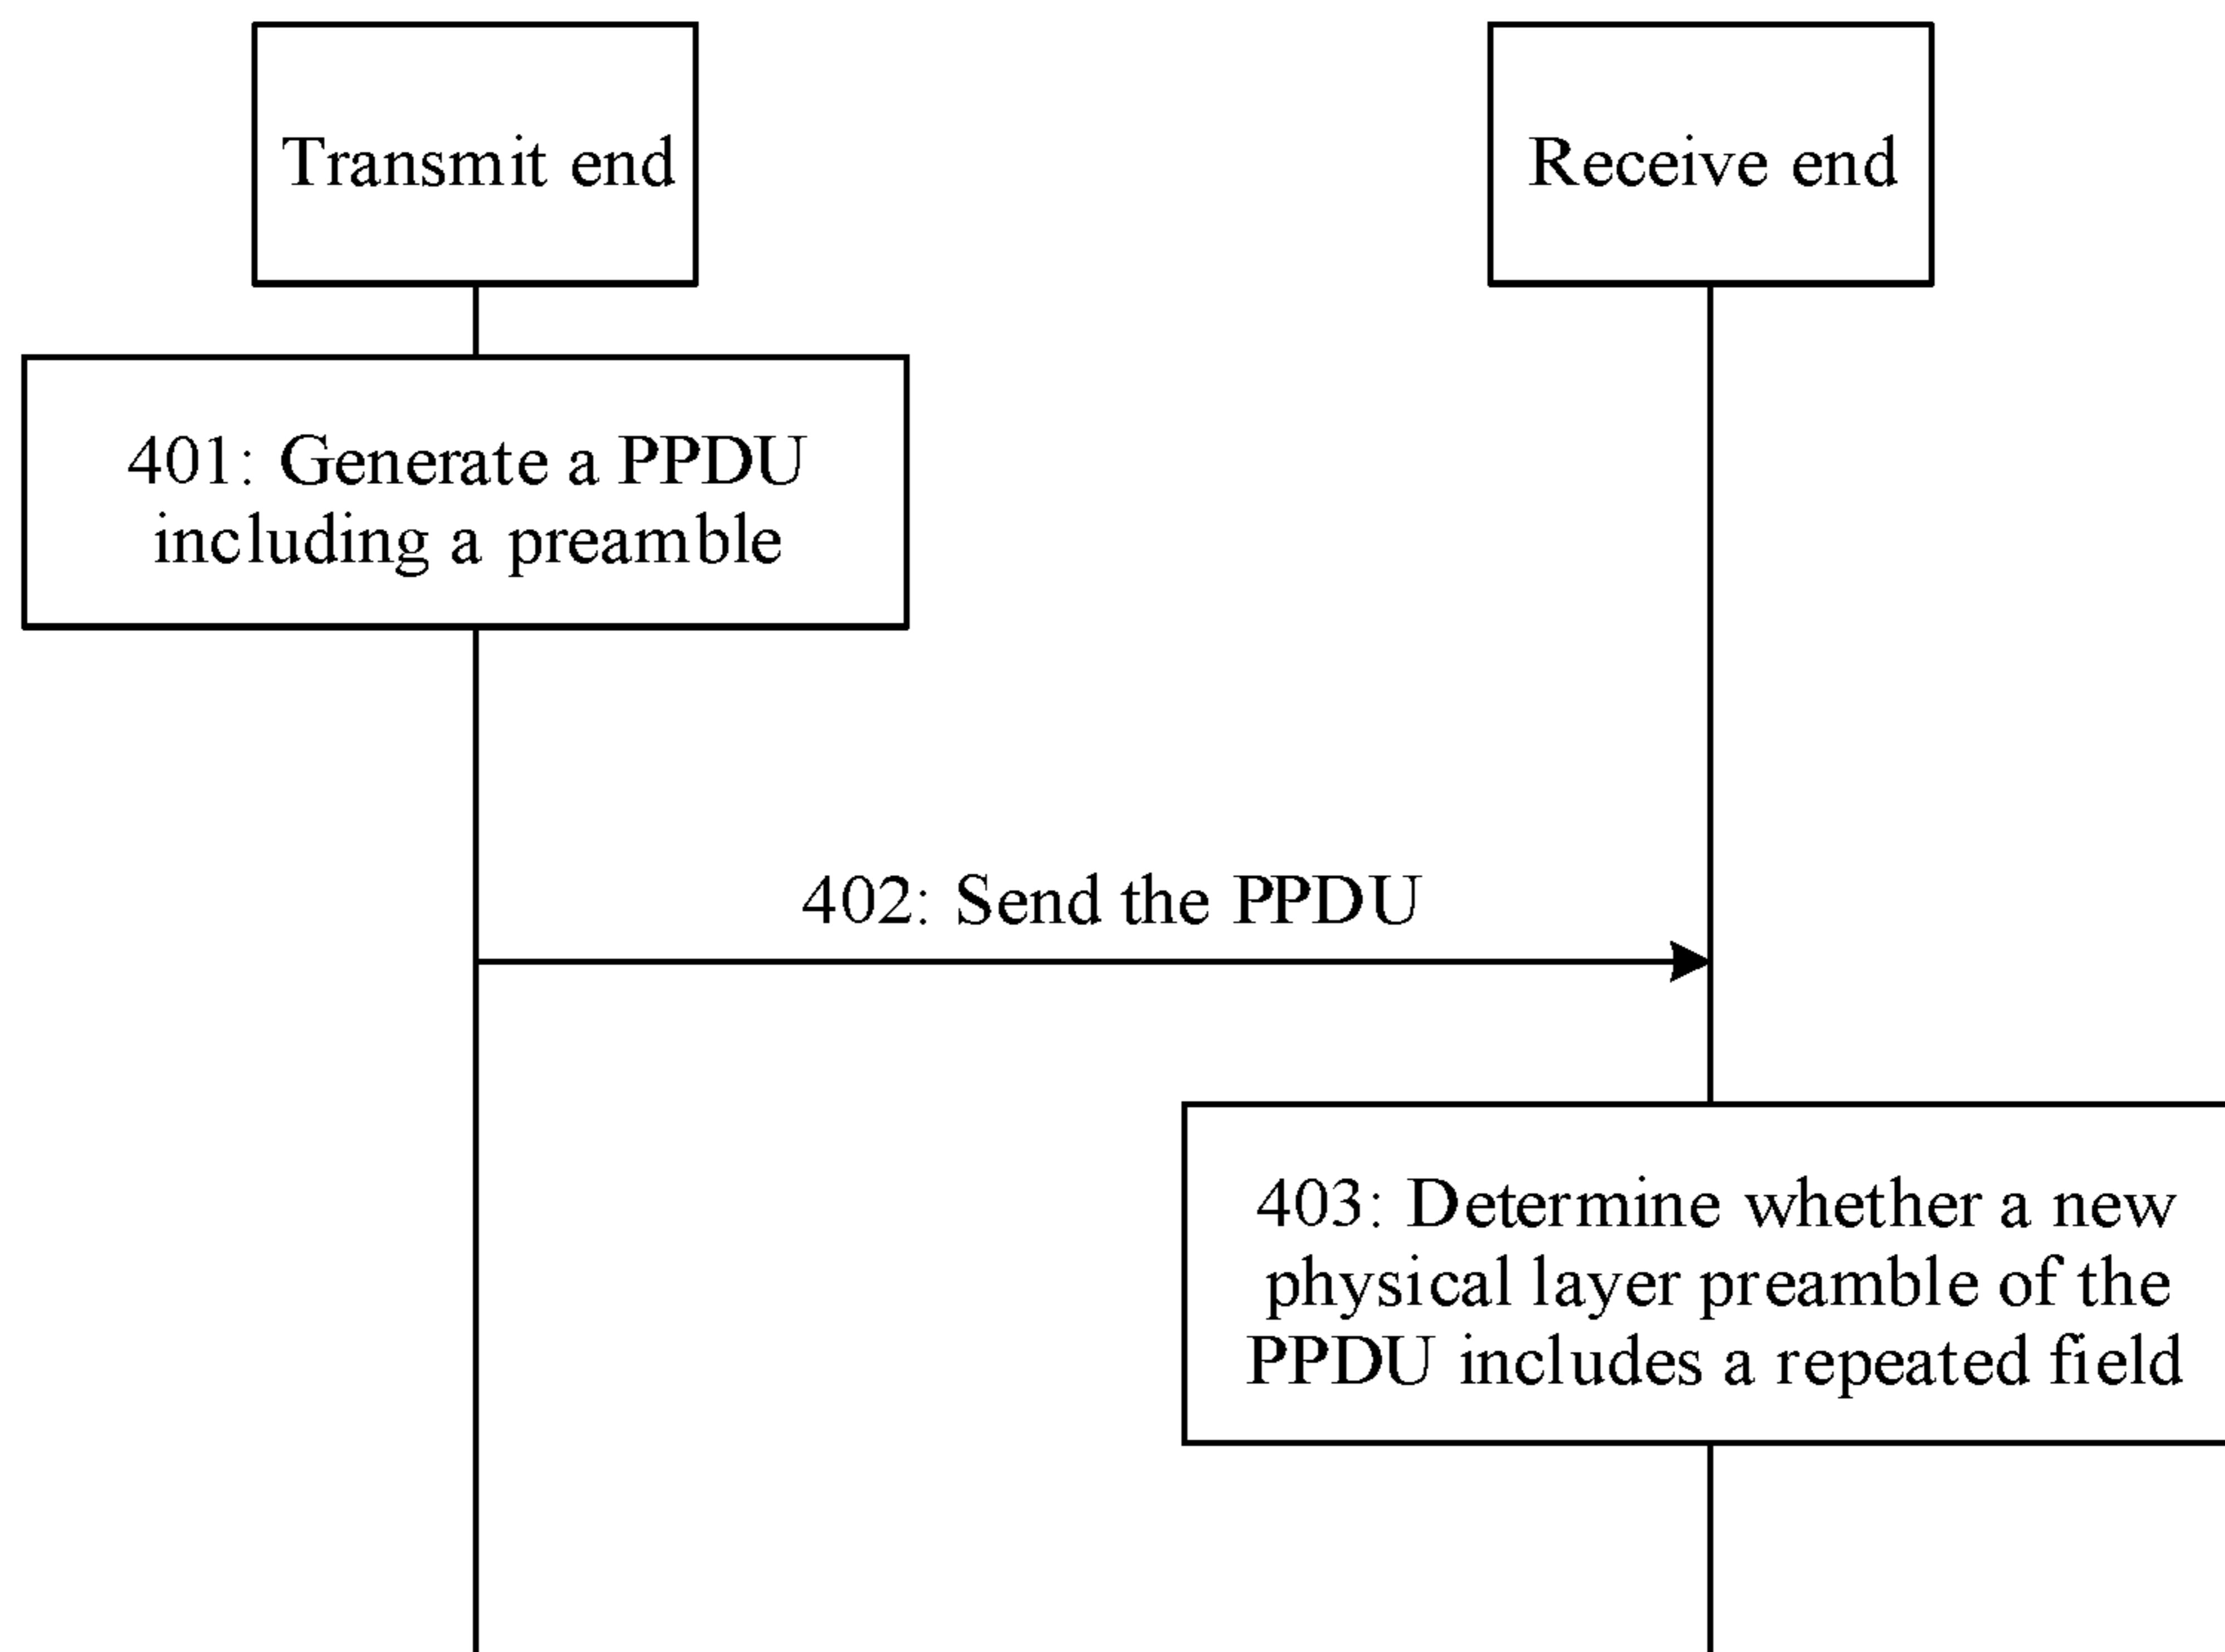 Transmit end
Receive end
401: Generate a PPDU
including a preamble
402: Send the PPDU
403: Determine whether a new
physical layer preamble of the
PPDU includes a repeated field